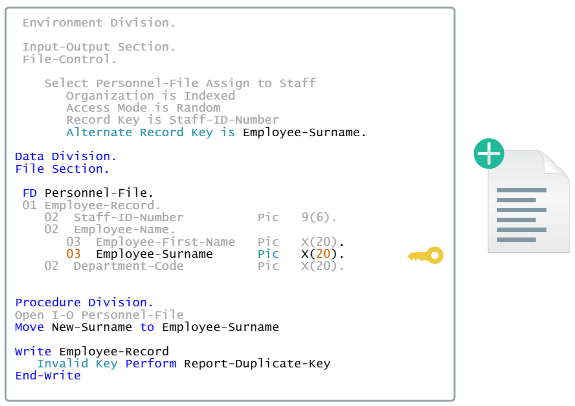 Environment Division.
Input-Output Section.
File-Control.
Select Personnel-File Assign to Staff
Organization is Indexed
Access Mode is Random
Record Key is Staff-ID-Number
Alternate Record Key is Employee-Surname.
Data Division.
File Section.
FD Personnel-File.
01 Employee-Record.
02 Staff-ID-Number Pic 9(6).
02 Employee-Name.
03 Employee-First-Name Pic X(20).
03 Employee-Surname Pic X(20).
02 Department-Code Pic X(20).
Procedure Division.
Open I-O Personnel-File
Move New-Surname to Employee-Surname
Write Employee-Record
Invalid Key Perform Report-Duplicate-Key
End-Write